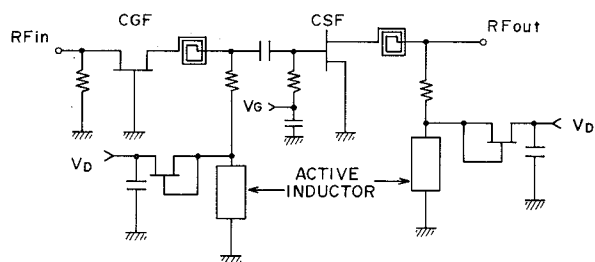 CGF
CSF
RFin
RFout
VG
VD
VD
ACTIVE
INDUCTOR